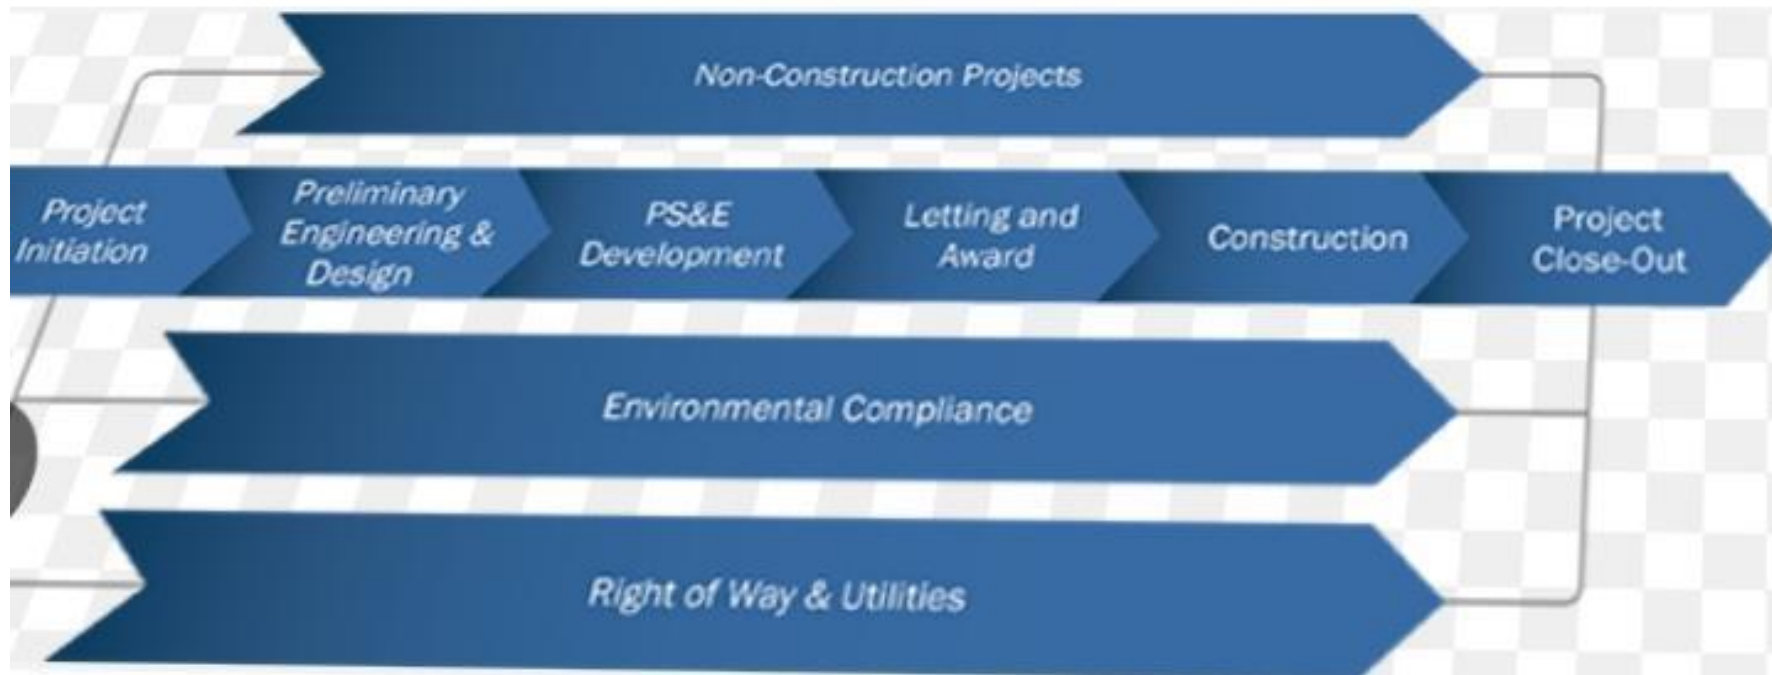 Non-Construction Projects
Project
Initiation
Preliminary
Engineering &
Design
PS&E
Development
Letting and
Award
Construction
Project
Close-Out
Environmental Compliance
Right of Way & Utilities